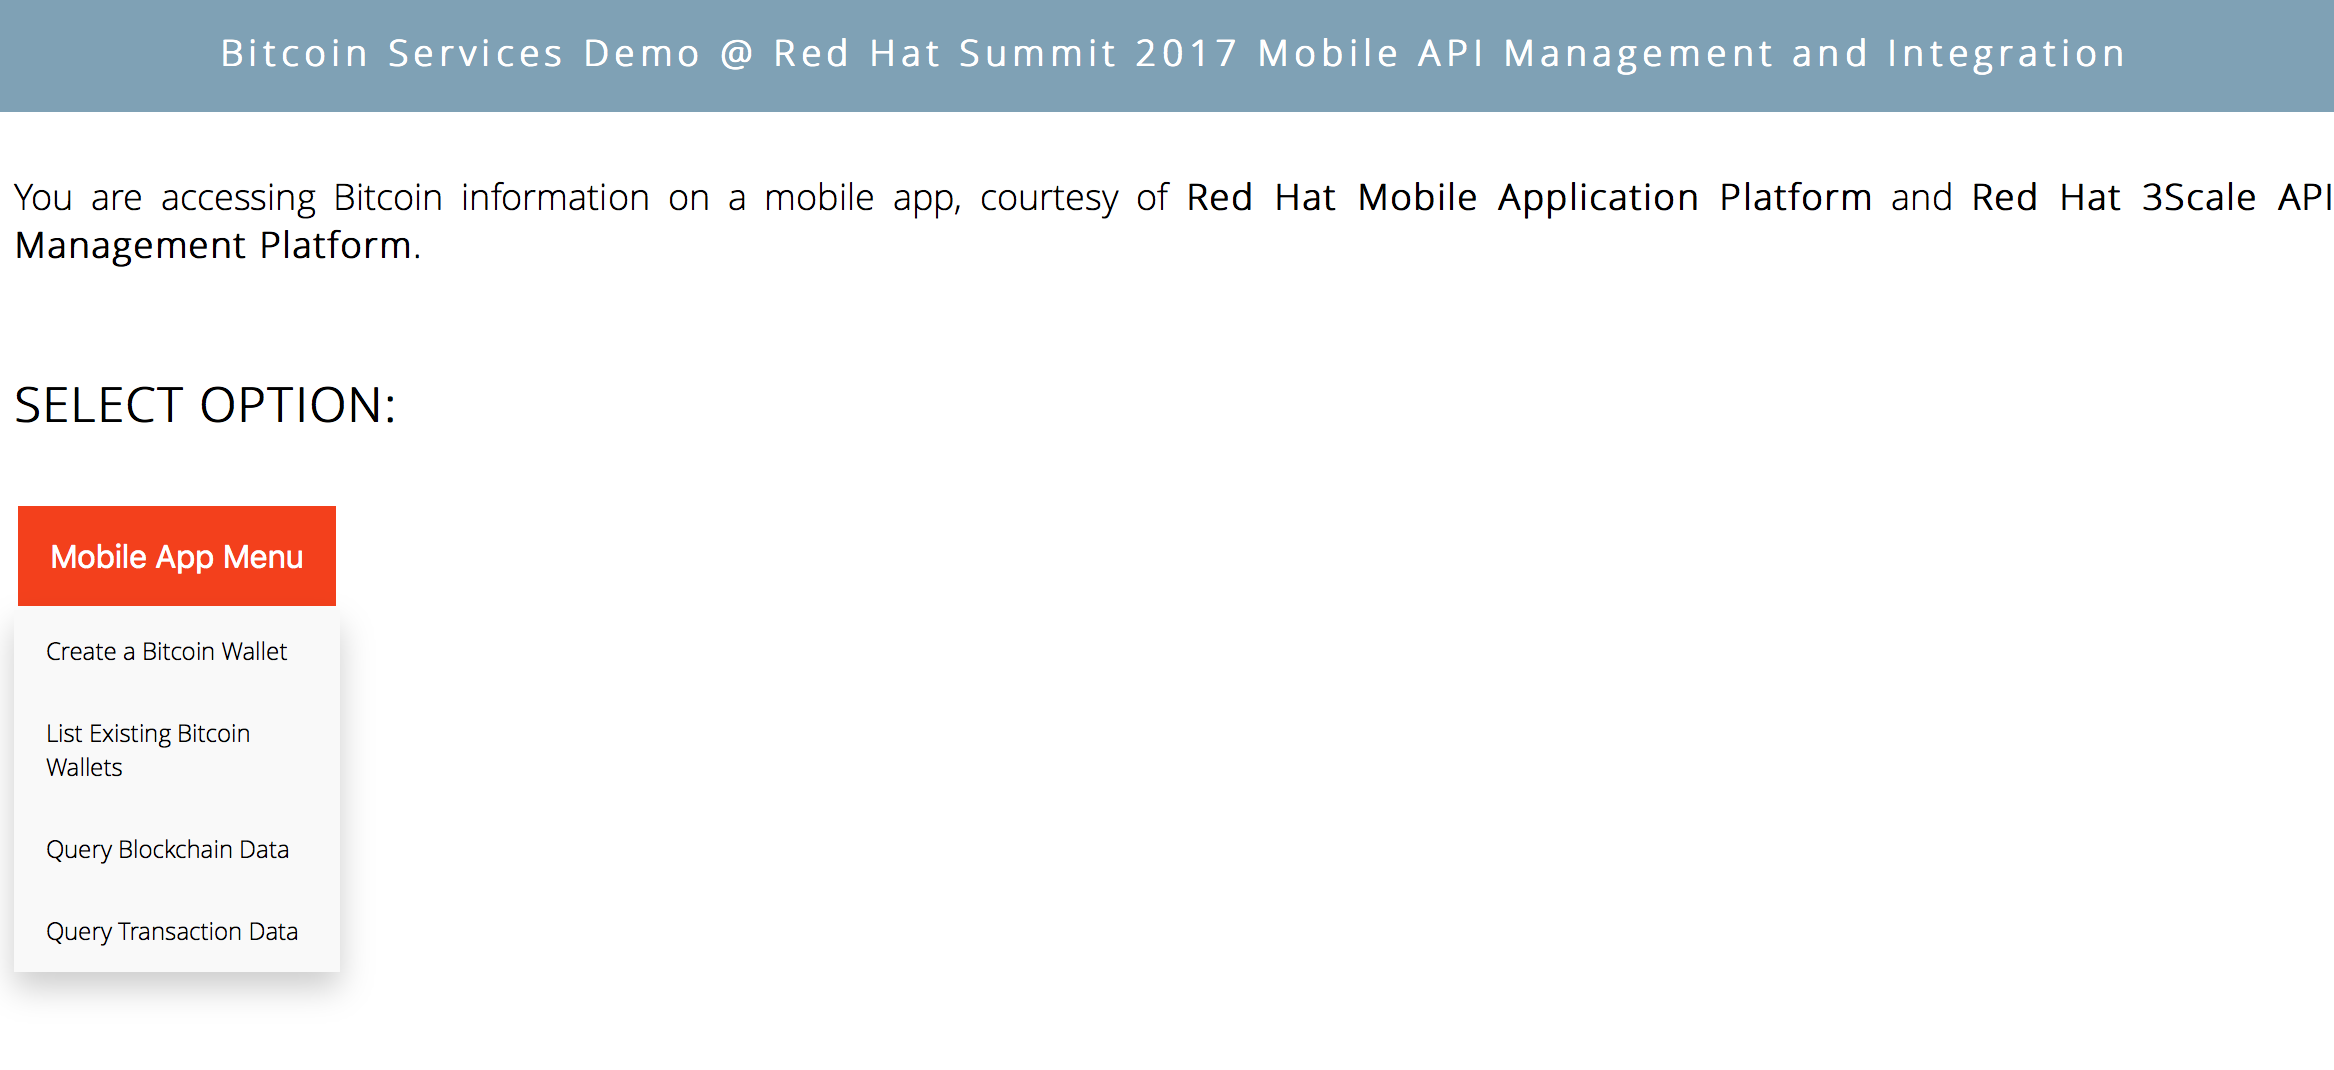 Bitcoin Services Demo @ Red Hat Summit 2017 Mobile API Management and Integration
You are accessing Bitcoin information on a mobile app, courtesy of Red Hat Mobile Application Platform and Red Hat 3Scale API
Management Platform.
SELECT OPTION:
Mobile App Menu
Create a Bitcoin Wallet
List Existing Bitcoin
Wallets
Query Blockchain Data
Query Transaction Data